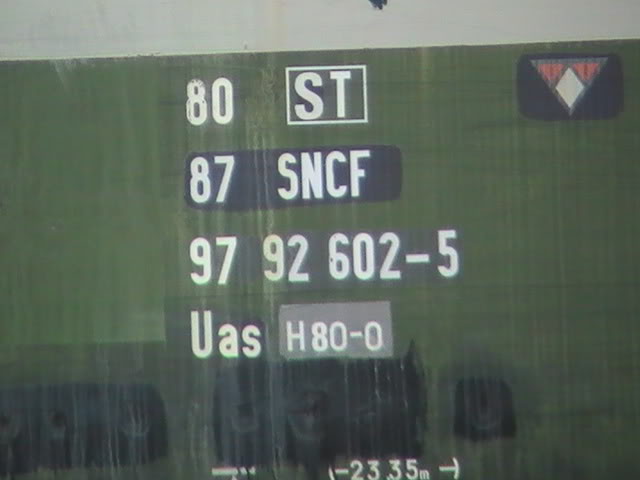 80 ST
87 SNCF
97 92 602-5
Uas H80-0
(-23.35m-)